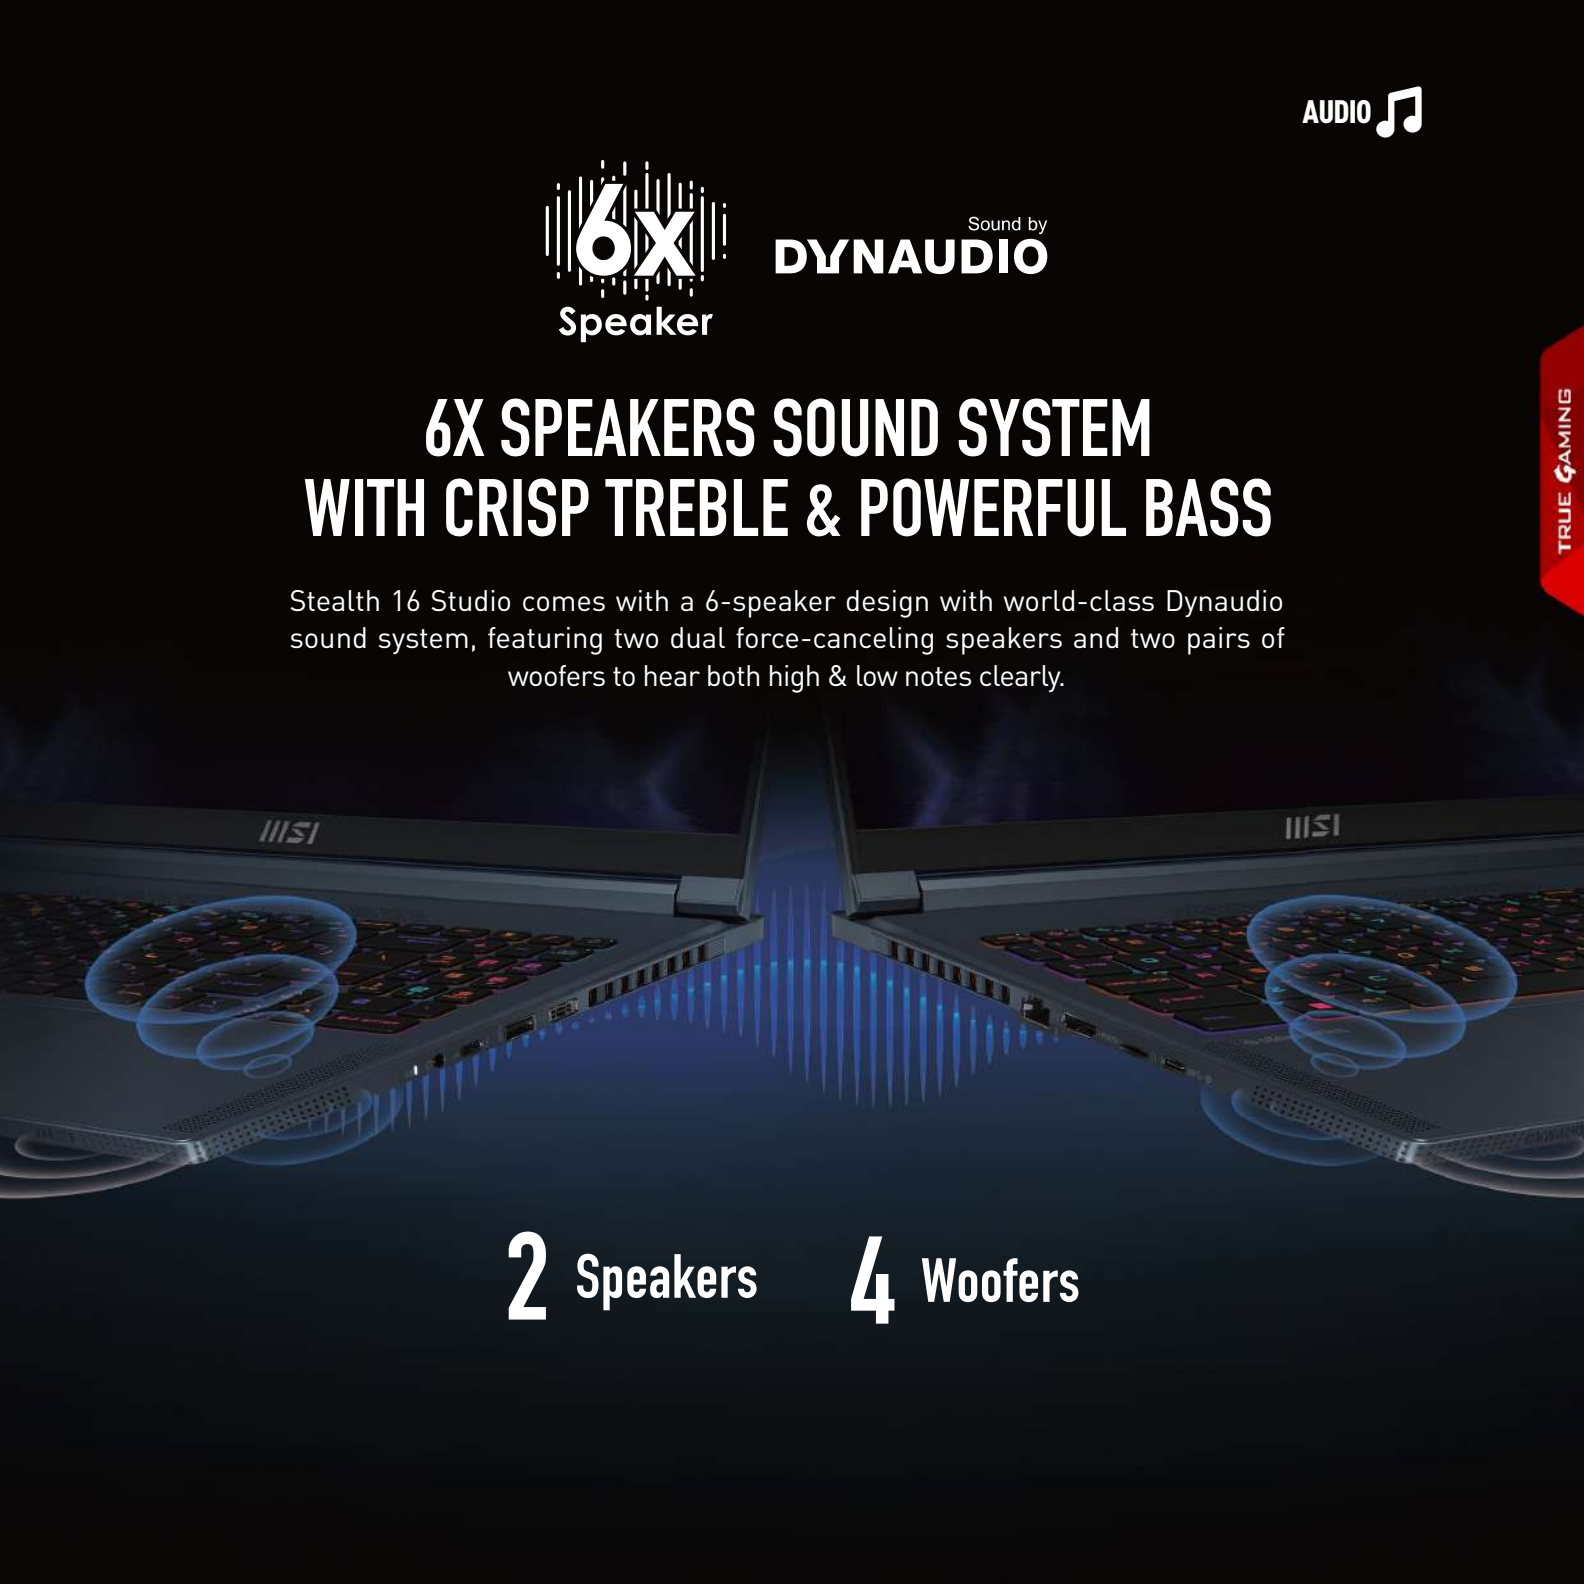 AUDIO
6x
Speaker
Sound by
DYNAUDIO
6X SPEAKERS SOUND SYSTEM
WITH CRISP TREBLE & POWERFUL BASS
TRUE GAMING
Stealth 16 Studio comes with a 6-speaker design with world-class Dynaudio
sound system, featuring two dual force-canceling speakers and two pairs of
woofers to hear both high & low notes clearly.
msi
msi
2 Speakers
4 Woofers